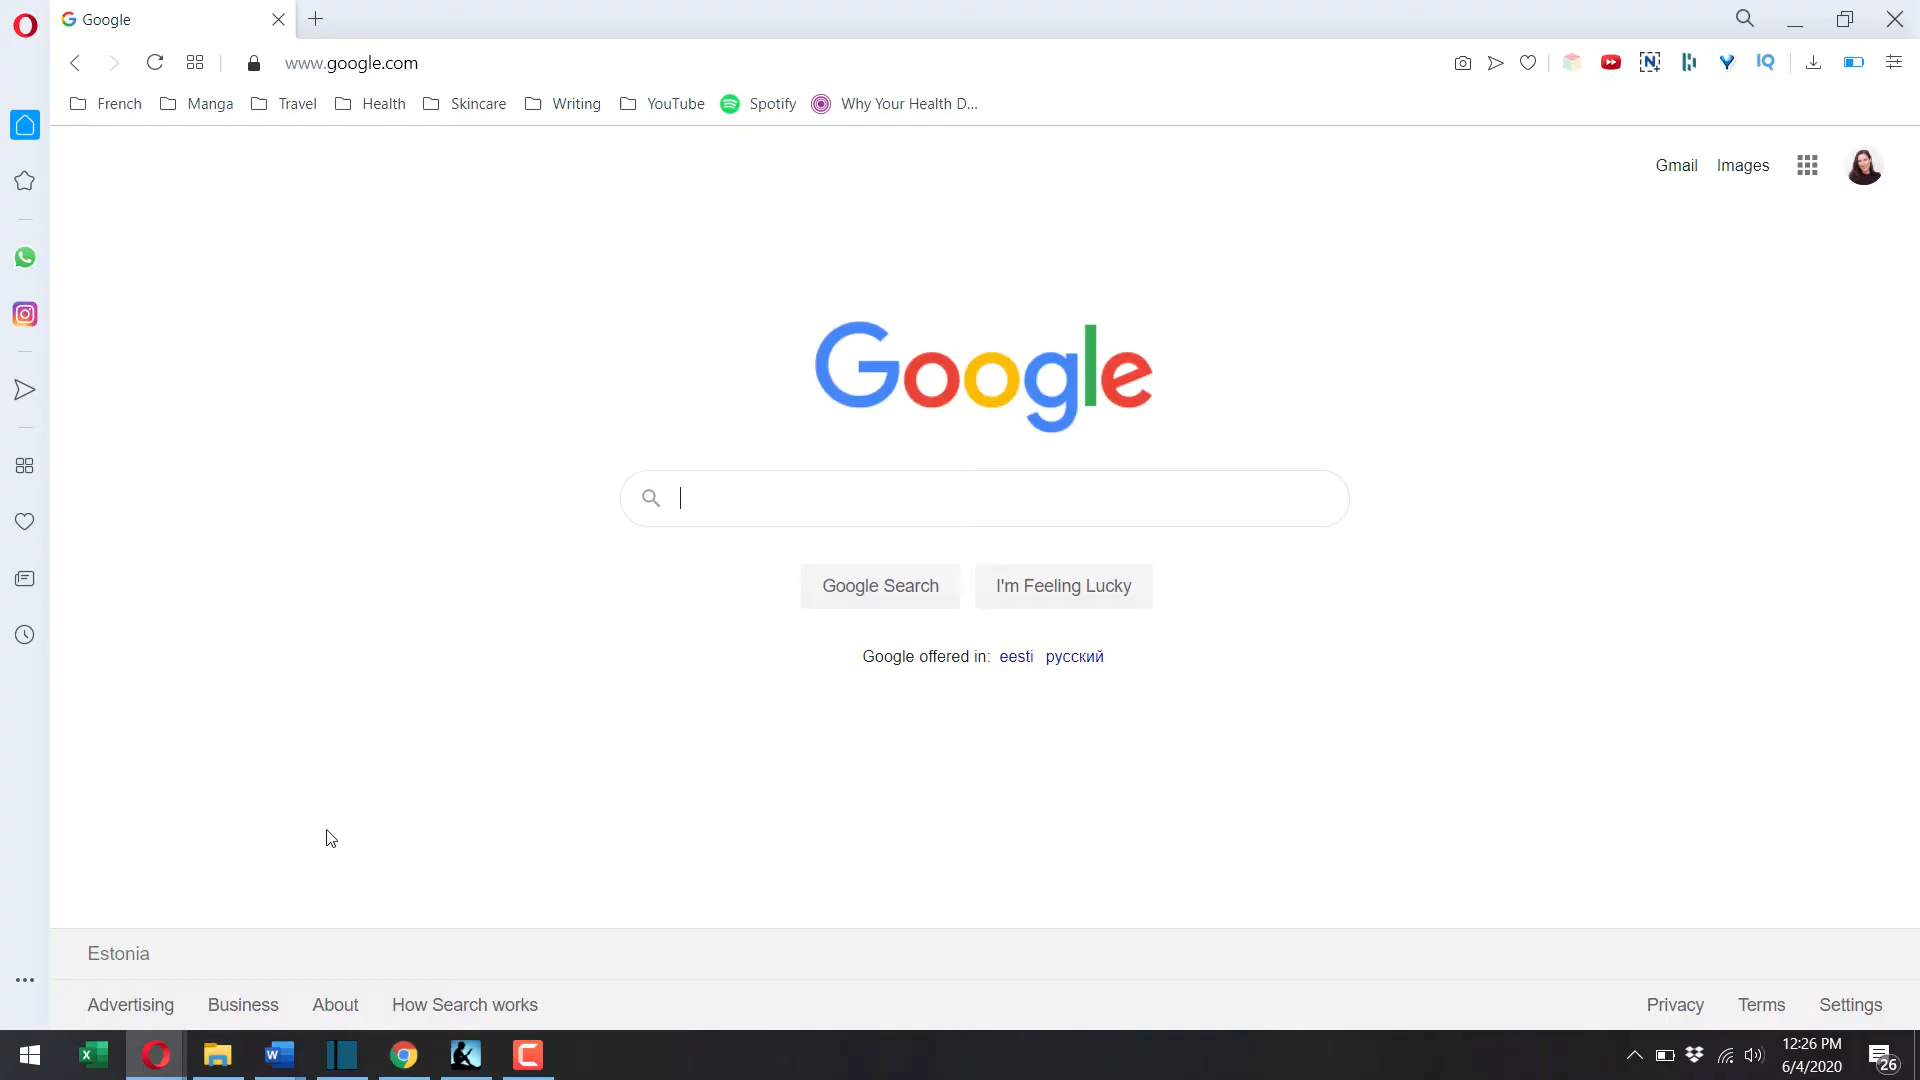 Google
www.google.com
French Manga Travel Health Skincare Writing YouTube Spotify Why Your Health D...
Gmail Images
Google
Google Search I'm Feeling Lucky
Google offered in: eesti русский
Estonia
Advertising Business About How Search works Privacy Terms Settings
12:26 PM
6/4/2020
26